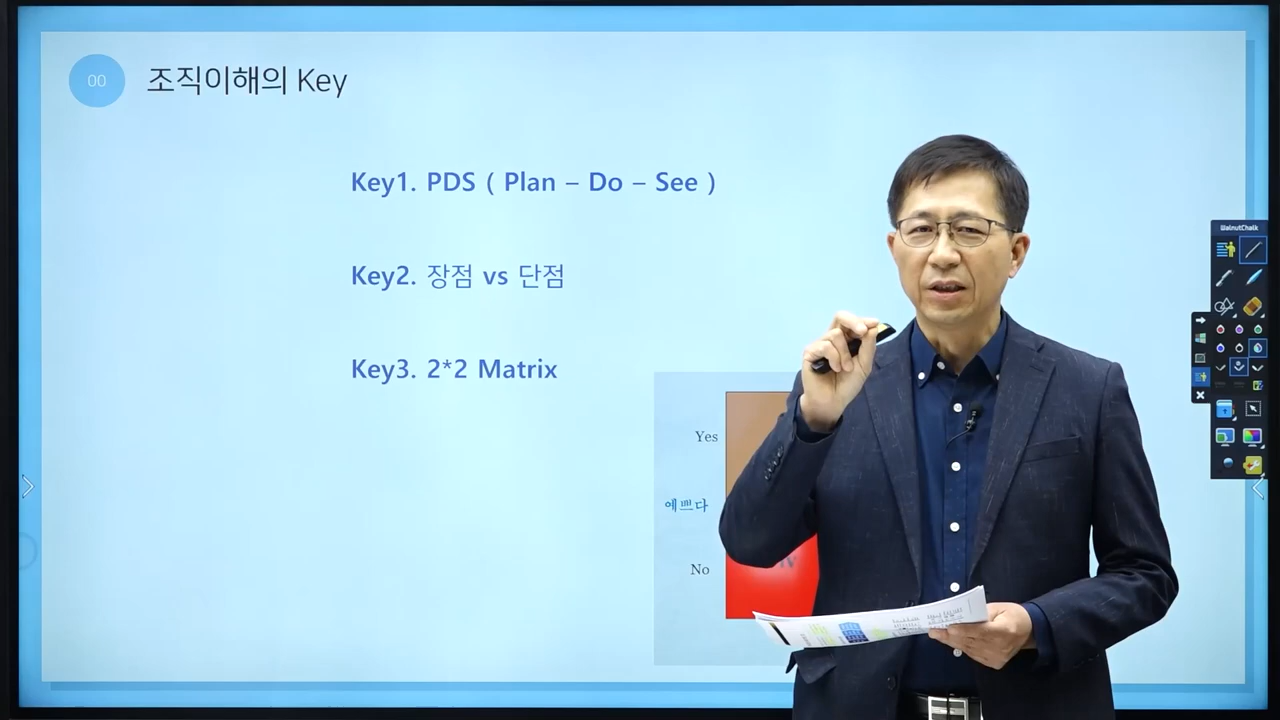 00
조직이해의 Key
Key1. PDS ( Plan – Do – See )
Key2. 장점 vs 단점
Key3. 2*2 Matrix
WalnutChalk
Yes
예쁘다
No